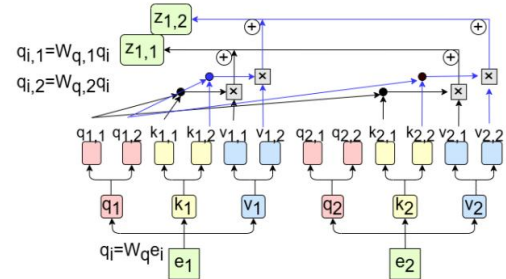 z1,2
z1,1
qi,1=Wq,1qi
qi,2=Wq,2qi
+ + + +
× × × ×
q1,1 q1,2 k1,1 k1,2 v1,1 v1,2 q2,1 q2,2 k2,1 k2,2 v2,1 v2,2
q1 k1 v1 q2 k2 v2
qi=Wqei
e1 e2